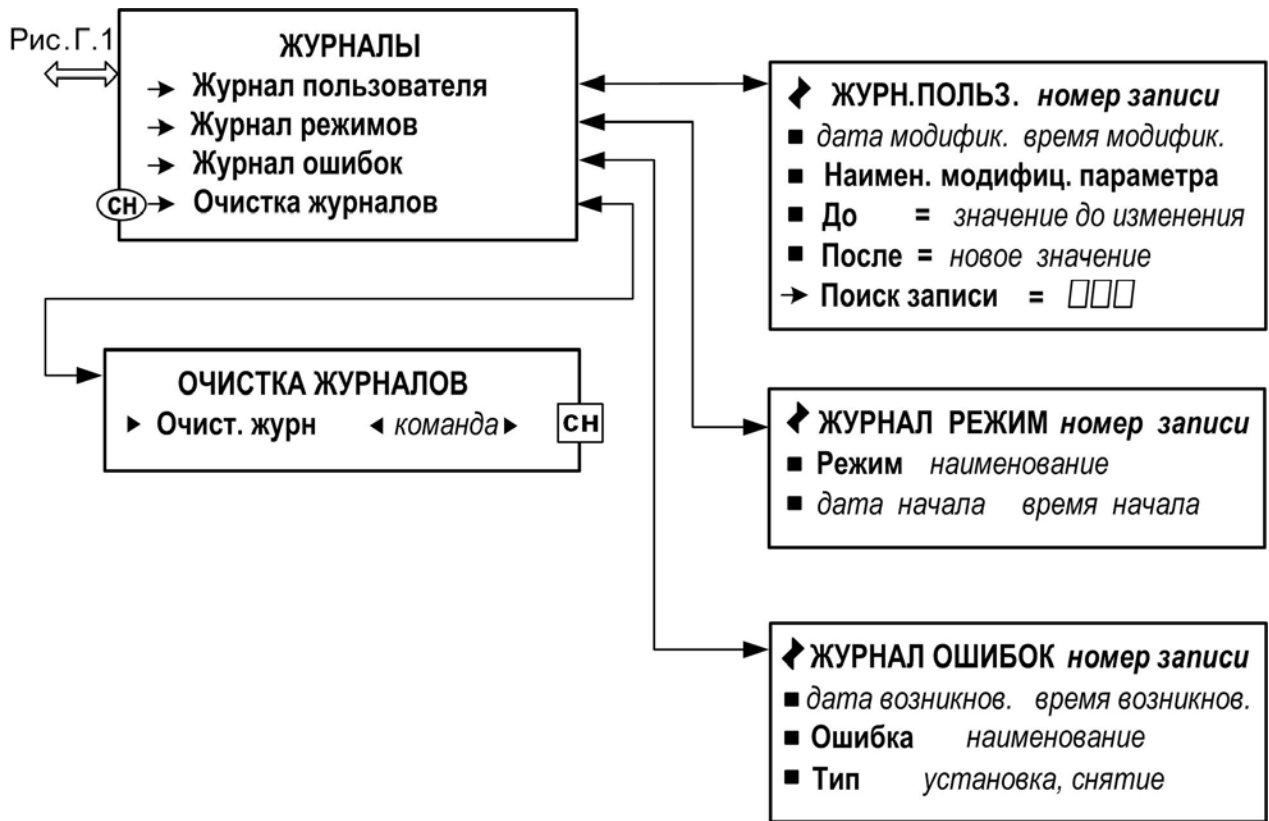 Рис.Г.1
ЖУРНАЛЫ
Журнал пользователя
Журнал режимов
Журнал ошибок
СН Очистка журналов
ЖУРН.ПОЛЬЗ. номер записи
дата модифик. время модифик.
Наимен. модифиц. параметра
До = значение до изменения
После = новое значение
Поиск записи =
ОЧИСТКА ЖУРНАЛОВ
Очист. журн команда СН
ЖУРНАЛ РЕЖИМ номер записи
Режим наименование
дата начала время начала
ЖУРНАЛ ОШИБОК номер записи
дата возникнов. время возникнов.
Ошибка наименование
Тип установка, снятие